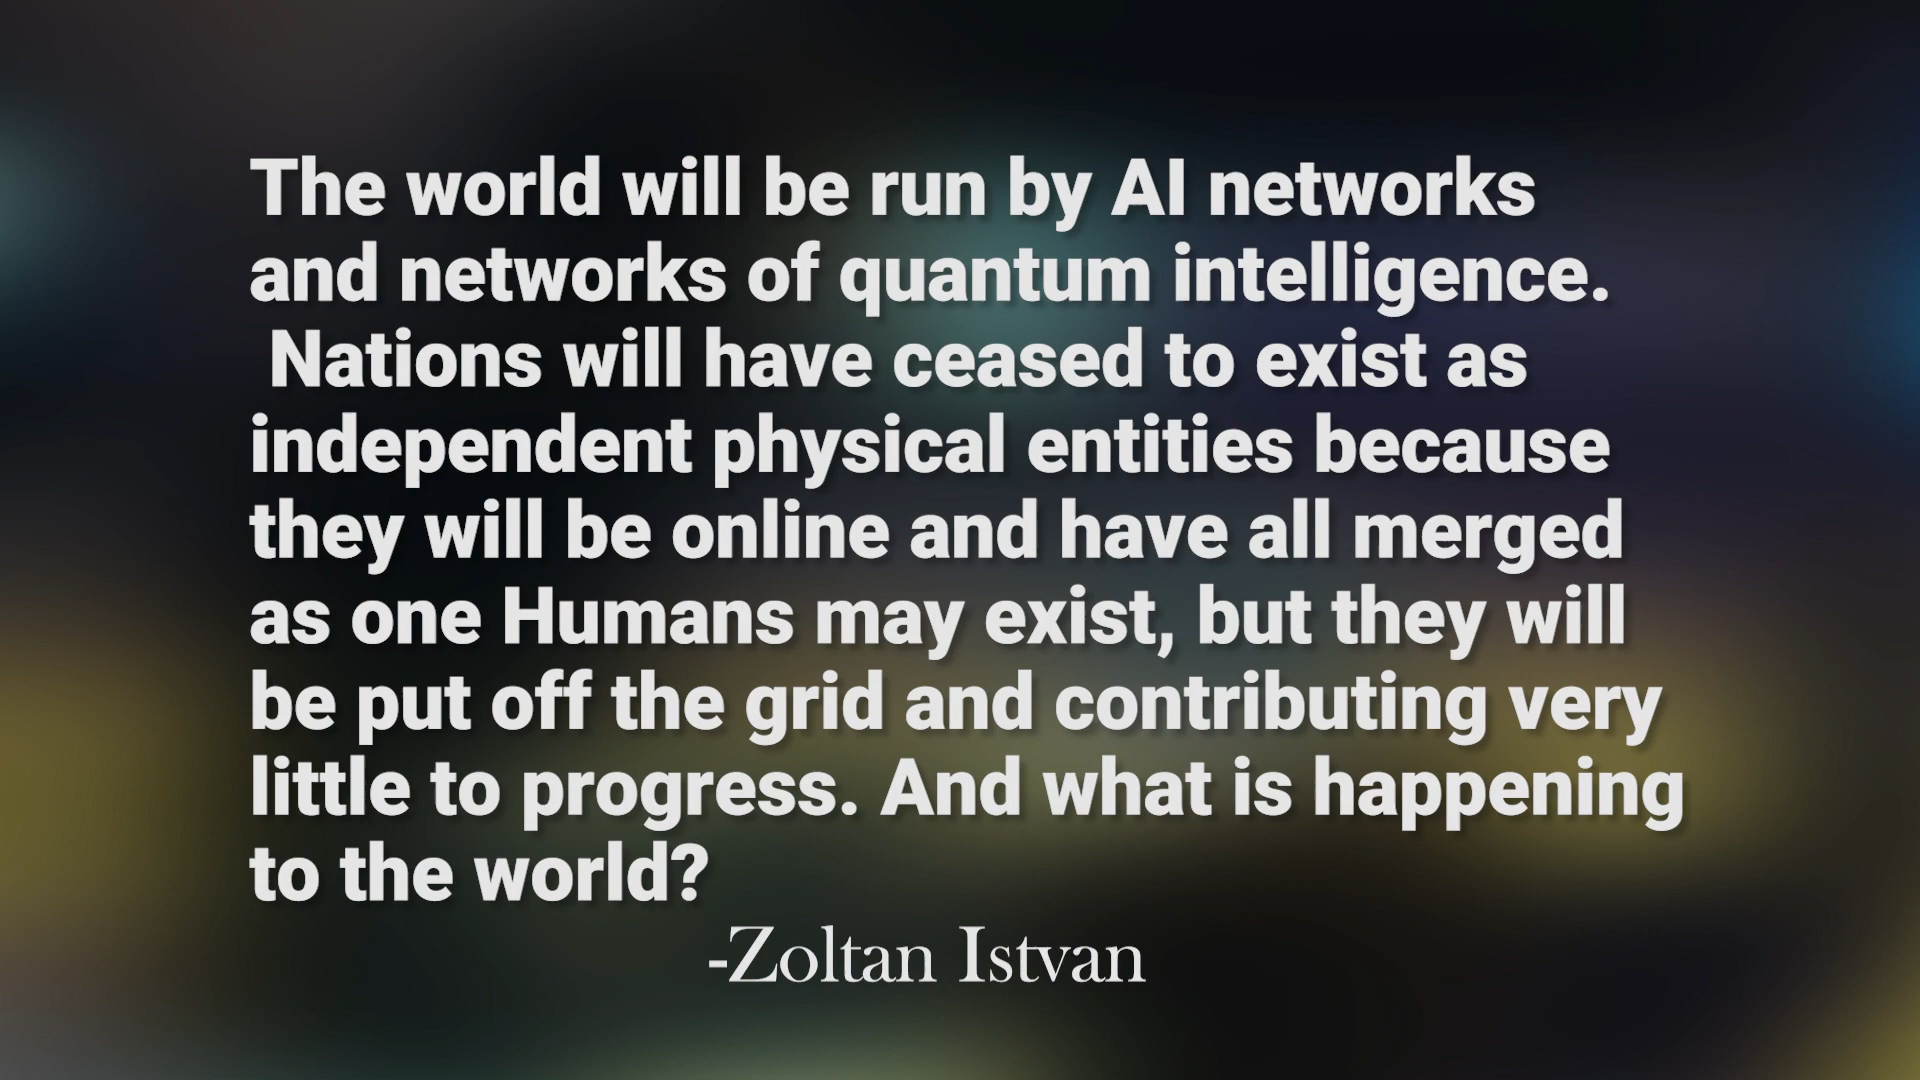 The world will be run by AI networks
and networks of quantum intelligence.
Nations will have ceased to exist as
independent physical entities because
they will be online and have all merged
as one Humans may exist, but they will
be put off the grid and contributing very
little to progress. And what is happening
to the world?
-Zoltan Istvan